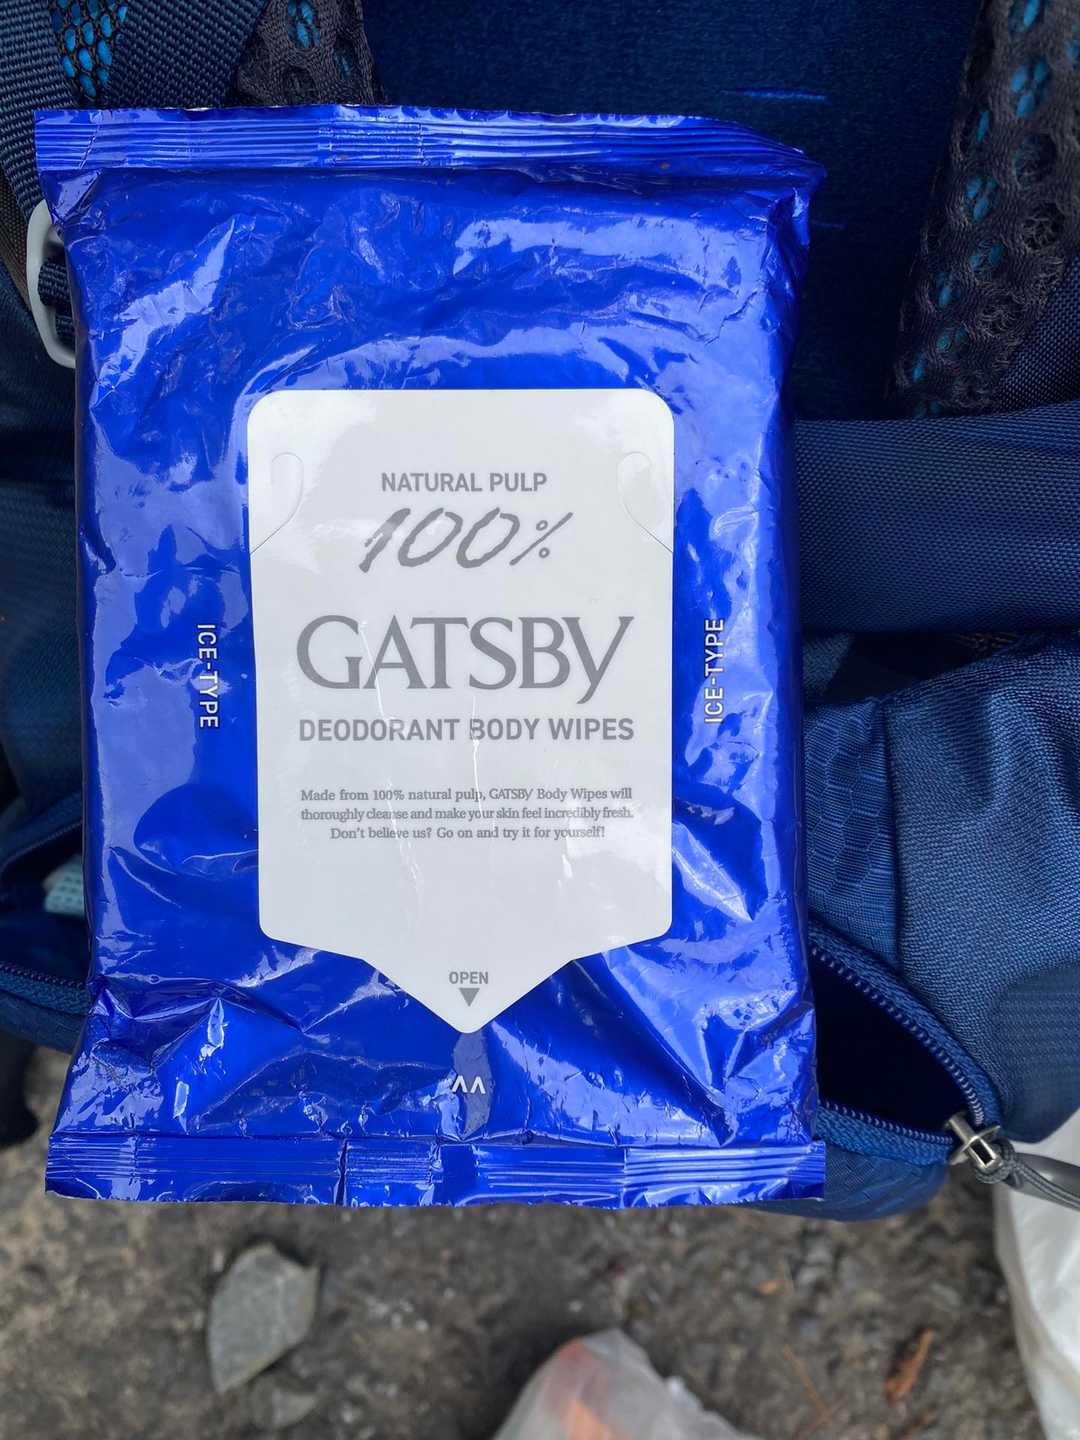 NATURAL PULP
100%
GATSBY
DEODORANT BODY WIPES
Made from 100% natural pulp, GATSBY Body Wipes will
thoroughly cleanse and make your skin feel incredibly fresh.
Don't believe us? Go on and try it for yourself!
OPEN
ICE-TYPE
ICE-TYPE